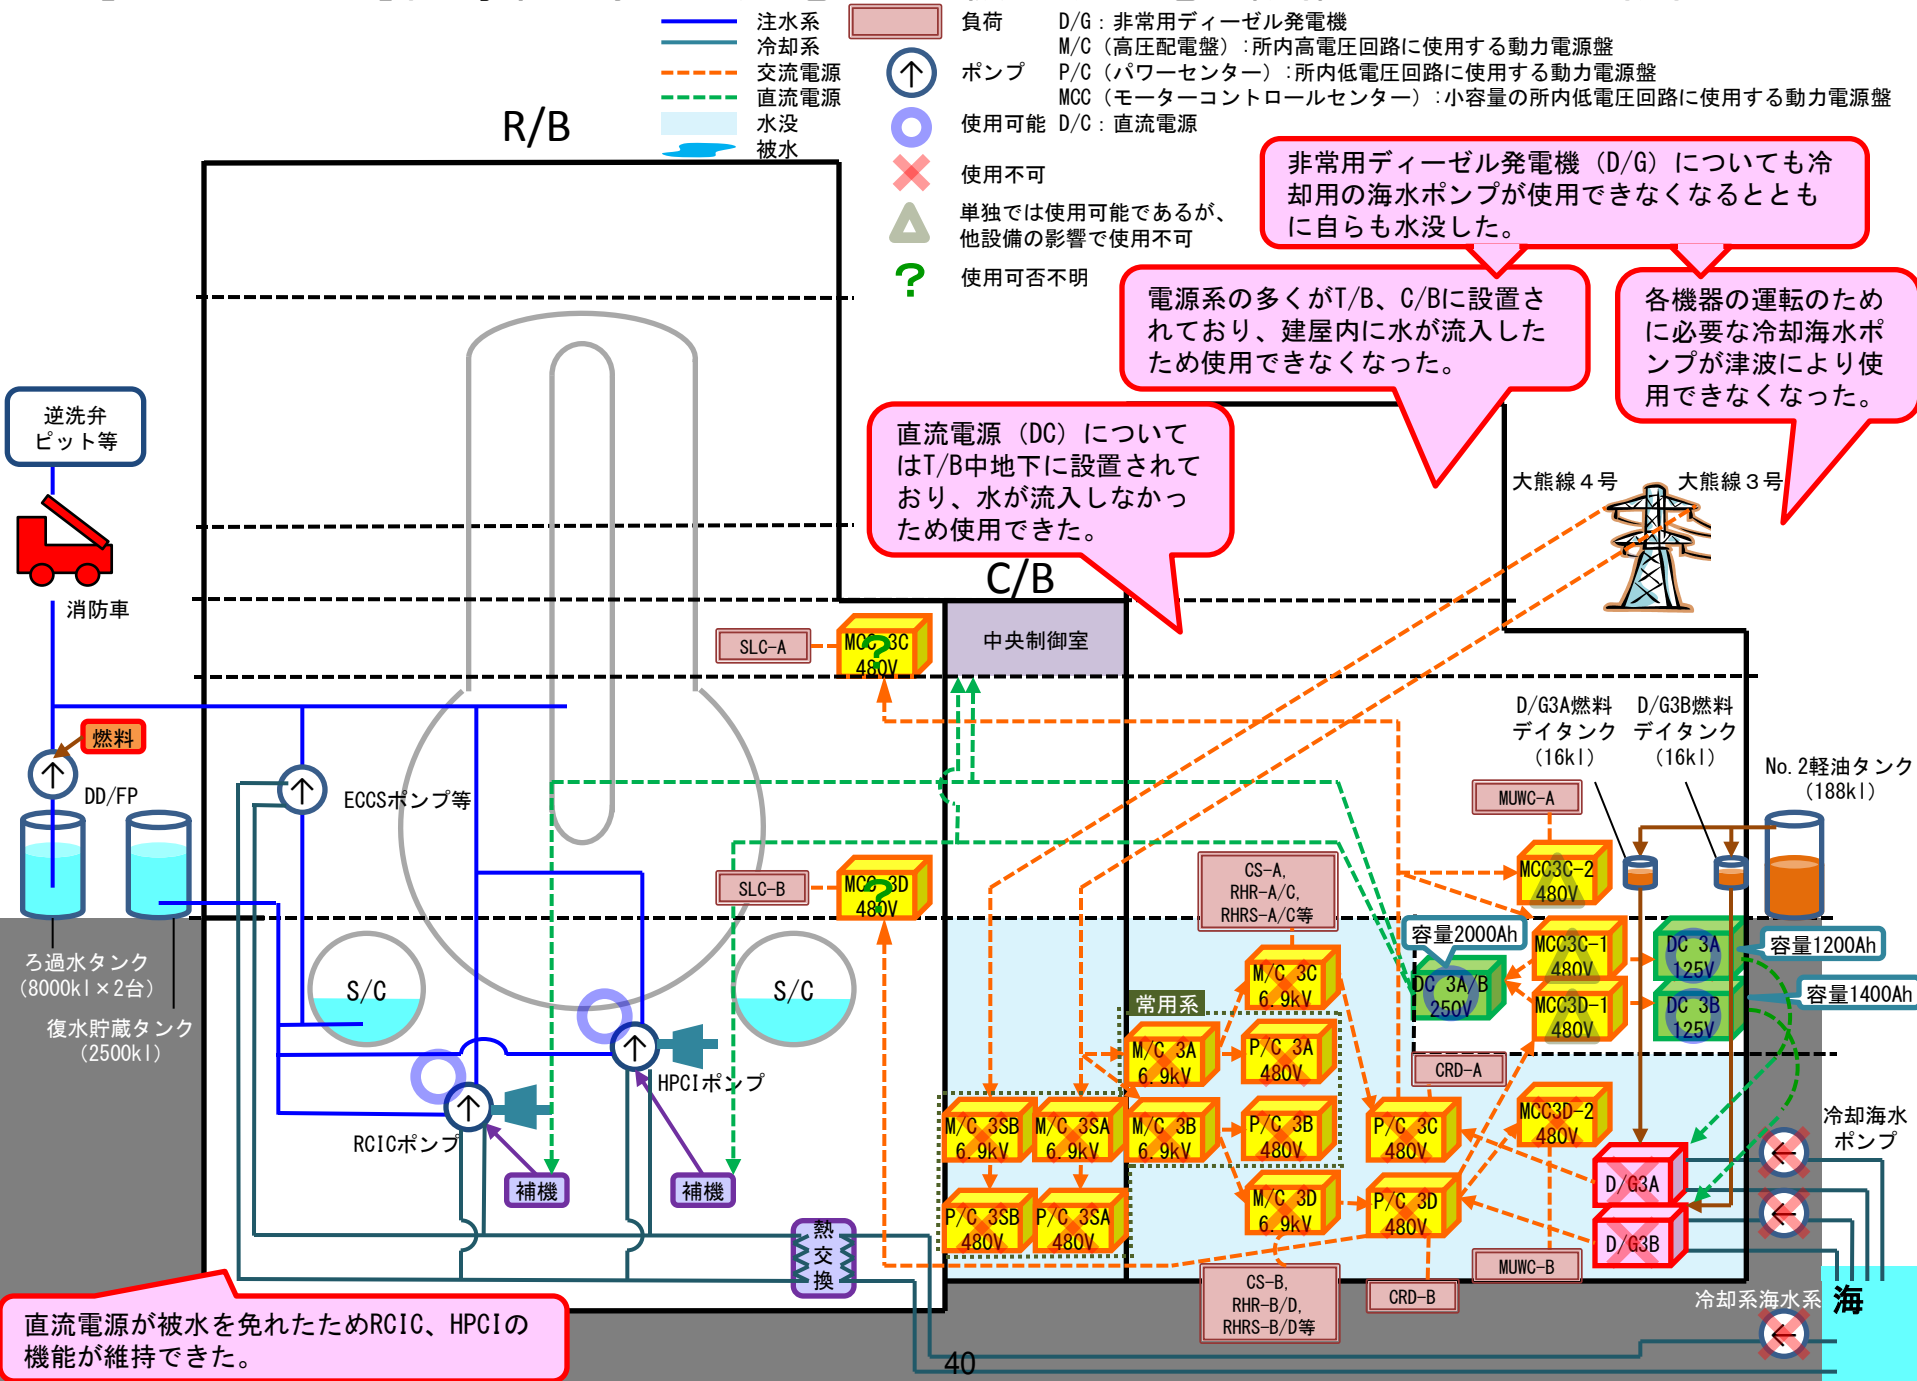 注水系
冷却系
交流電源
直流電源
水没
被水
負荷
ポンプ
使用可能
使用不可
単独では使用可能であるが、
他設備の影響で使用不可
使用可否不明
D/G：非常用ディーゼル発電機
M/C（高圧配電盤）:所内高電圧回路に使用する動力電源盤
P/C（パワーセンター）:所内低電圧回路に使用する動力電源盤
MCC（モーターコントロールセンター）:小容量の所内低電圧回路に使用する動力電源盤
D/C：直流電源
R/B
非常用ディーゼル発電機（D/G）についても冷
却用の海水ポンプが使用できなくなるととも
に自らも水没した。
電源系の多くがT/B、C/Bに設置さ
れており、建屋内に水が流入した
ため使用できなくなった。
各機器の運転のため
に必要な冷却海水ポ
ンプが津波により使
用できなくなった。
直流電源（DC）について
はT/B中地下に設置されて
おり、水が流入しなかっ
ため使用できた。
逆洗弁
ピット等
消防車
大熊線４号
大熊線３号
C/B
中央制御室
SLC-A
MCC 3C
480V
燃料
DD/FP
ECCSポンプ等
D/G3A燃料
デイタンク
(16kl)
D/G3B燃料
デイタンク
(16kl)
No.2軽油タンク
(188kl)
MUWC-A
SLC-B
MCC 3D
480V
CS-A,
RHR-A/C,
RHRS-A/C等
MCC3C-2
480V
容量2000Ah
DC 3A/B
250V
MCC3C-1
480V
MCC3D-1
480V
DC 3A
125V
DC 3B
125V
容量1200Ah
容量1400Ah
ろ過水タンク
(8000kl×2台)
復水貯蔵タンク
(2500kl)
S/C
S/C
常用系
M/C 3C
6.9kV
M/C 3A
6.9kV
P/C 3A
480V
HPCIポンプ
RCICポンプ
CRD-A
M/C 3SB
6.9kV
M/C 3SA
6.9kV
M/C 3B
6.9kV
P/C 3B
480V
P/C 3C
480V
MCC3D-2
480V
冷却海水
ポンプ
補機
補機
P/C 3SB
480V
P/C 3SA
480V
M/C 3D
6.9kV
P/C 3D
480V
D/G3A
D/G3B
熱
交
換
CS-B,
RHR-B/D,
RHRS-B/D等
CRD-B
MUWC-B
冷却系海水系
海
直流電源が被水を免れたためRCIC、HPCIの
機能が維持できた。
40